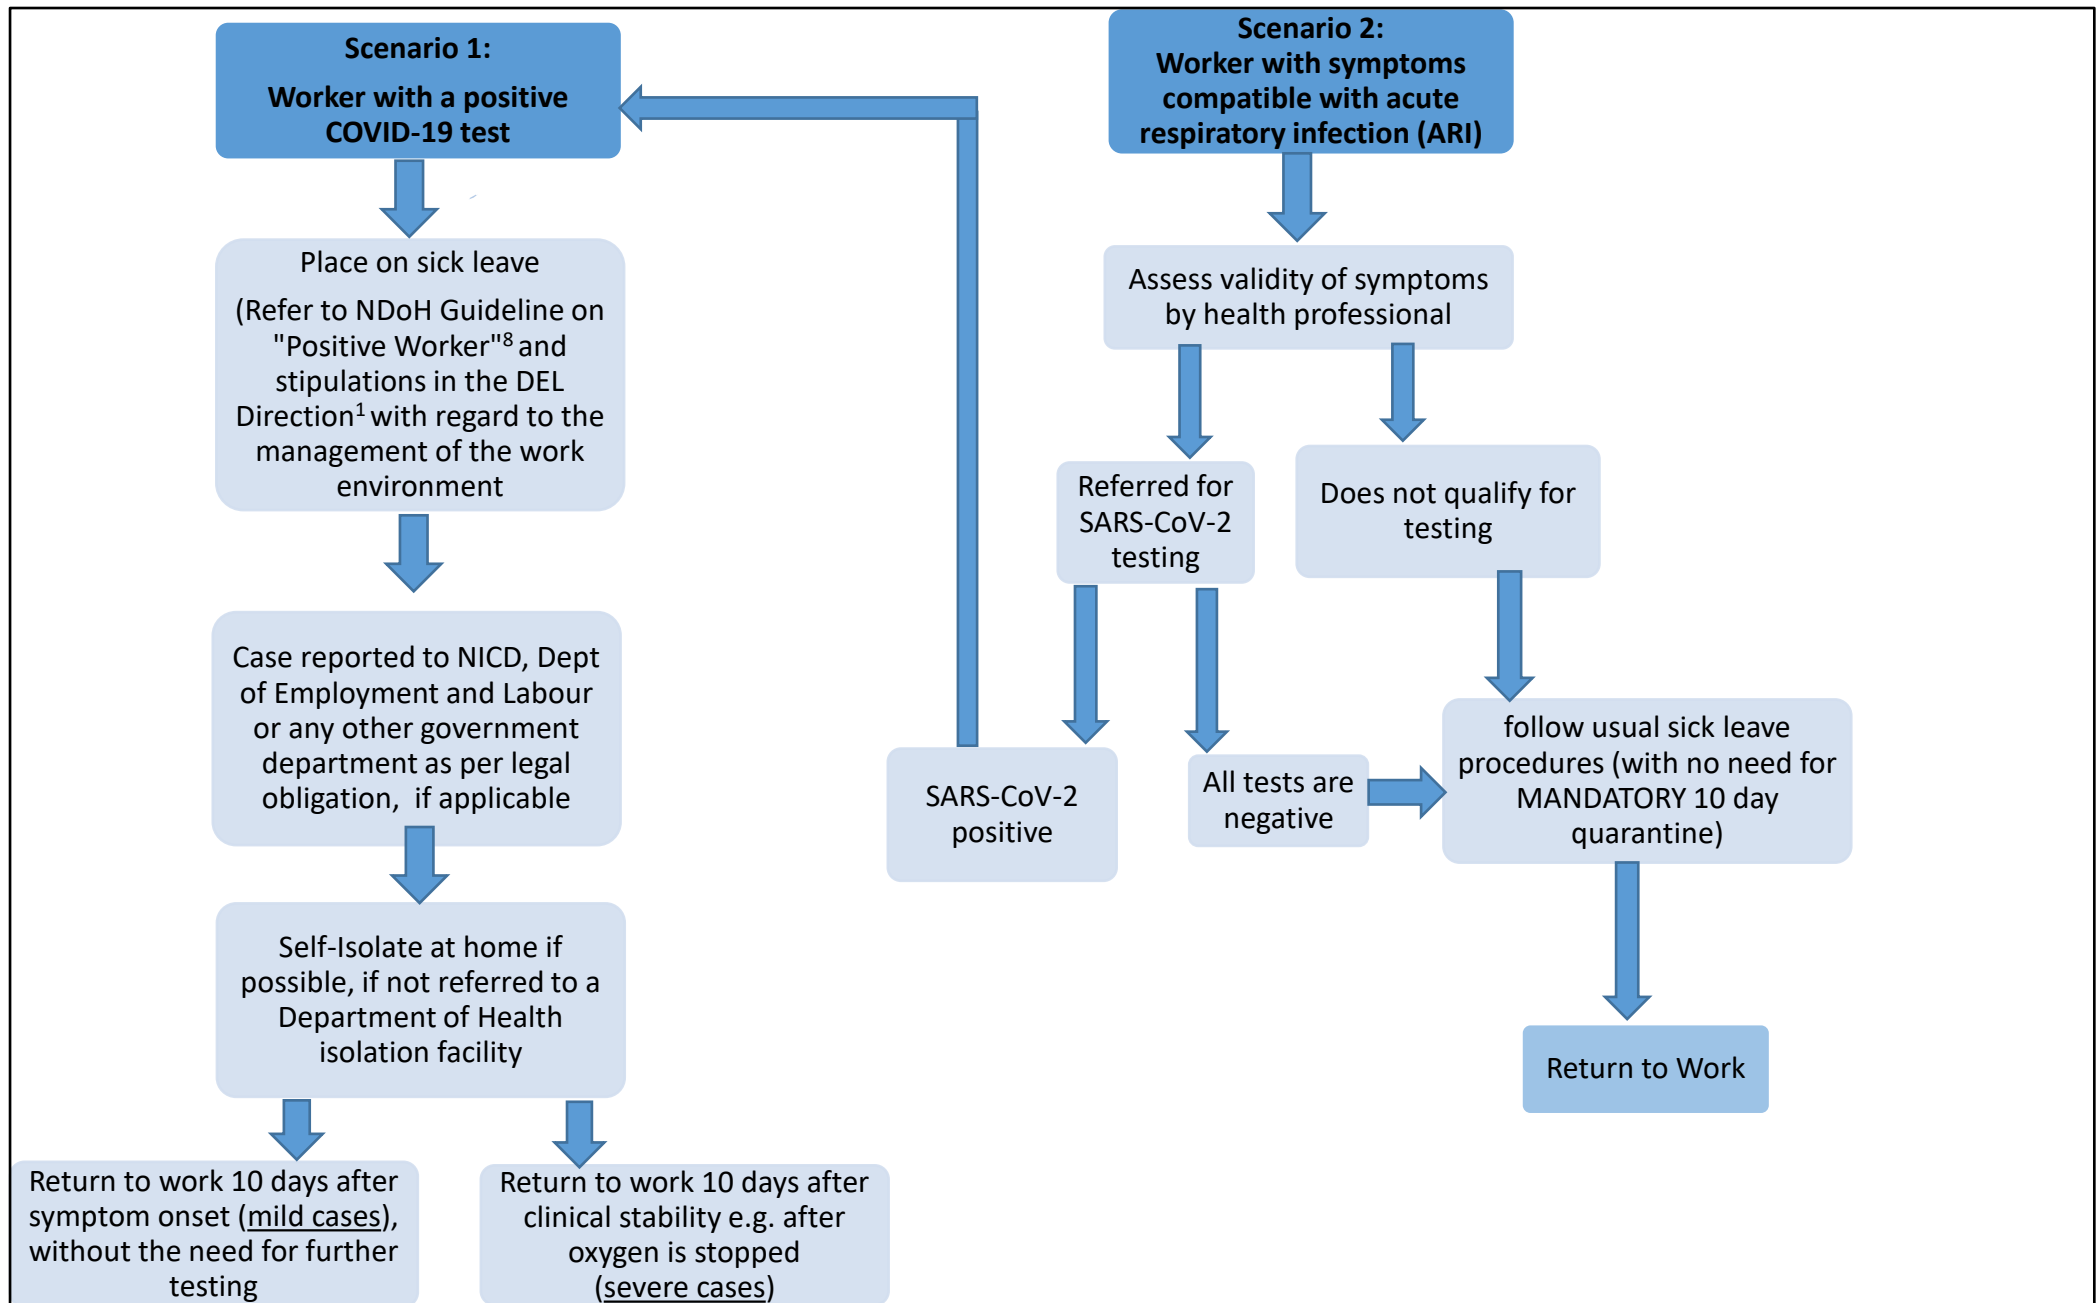 Scenario 1:
Worker with a positive
COVID-19 test
Place on sick leave
(Refer to NDoH Guideline on
"Positive Worker"⁸ and
stipulations in the DEL
Direction¹ with regard to the
management of the work
environment
Case reported to NICD, Dept
of Employment and Labour
or any other government
department as per legal
obligation, if applicable
Self-Isolate at home if
possible, if not referred to a
Department of Health
isolation facility
Return to work 10 days after
symptom onset (mild cases),
without the need for further
testing
Return to work 10 days after
clinical stability e.g. after
oxygen is stopped
(severe cases)
Scenario 2:
Worker with symptoms
compatible with acute
respiratory infection (ARI)
Assess validity of symptoms
by health professional
Referred for
SARS-CoV-2
testing
Does not qualify for
testing
SARS-CoV-2
positive
All tests are
negative
follow usual sick leave
procedures (with no need for
MANDATORY 10 day
quarantine)
Return to Work